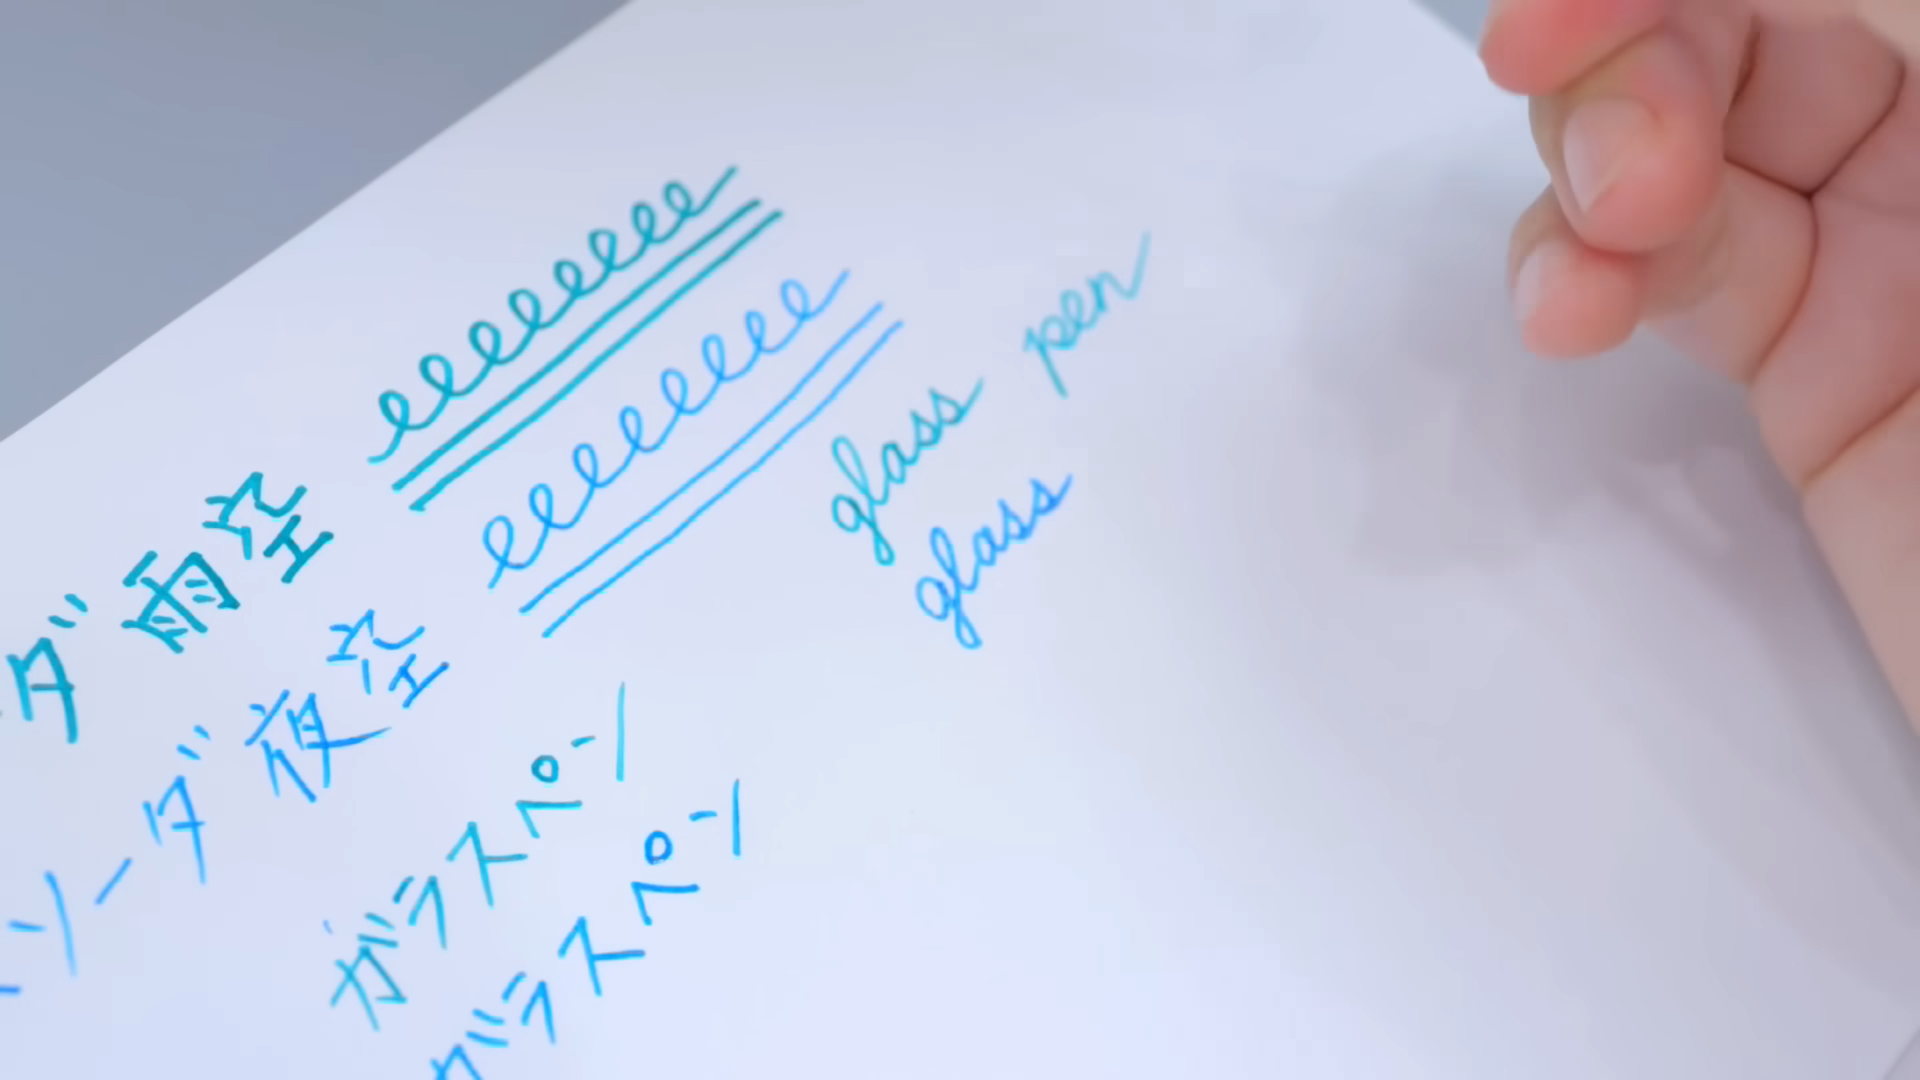 ダ雨空
ソーダ夜空
ガラスペン
ガラスペン
glass pen
glass